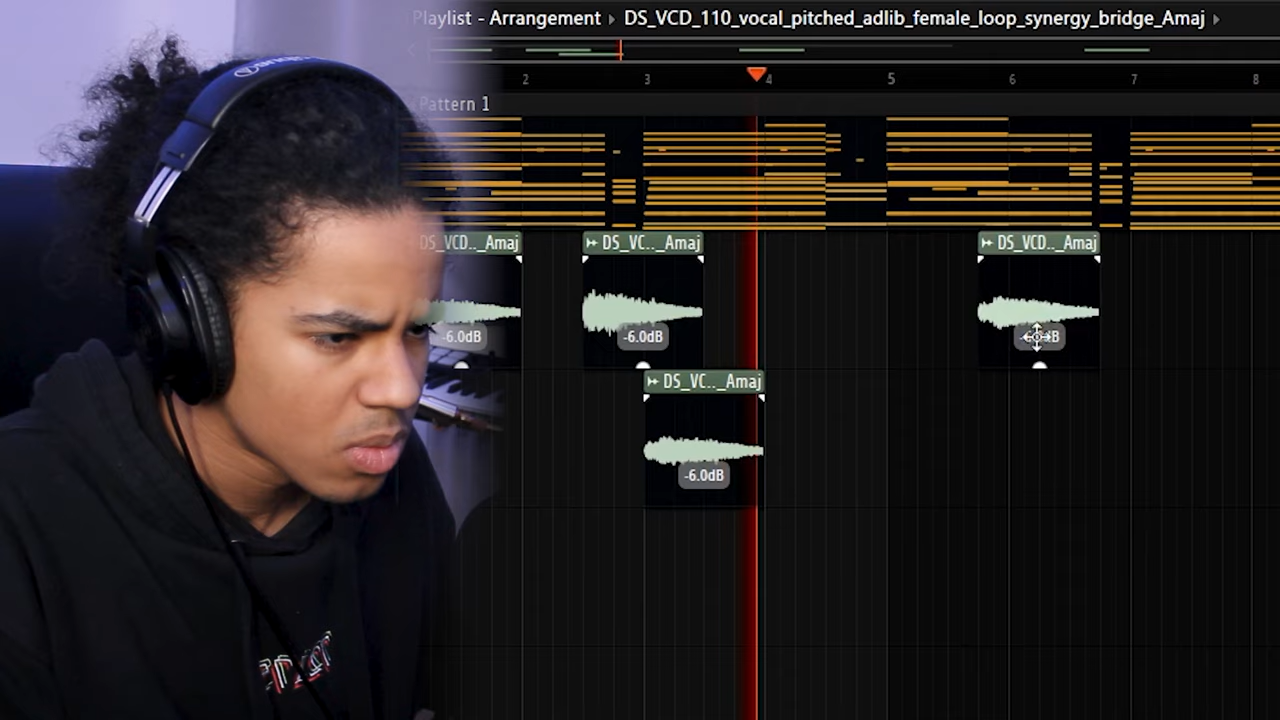 Playlist - Arrangement DS_VCD_110_vocal_pitched_adlib_female_loop_synergy_bridge_Amaj
2 3 4 5 6 7 8
Pattern 1
DS_VCD.._Amaj DS_VC.._Amaj DS_VCD.._Amaj
-6.0dB -6.0dB
DS_VC.._Amaj
-6.0dB